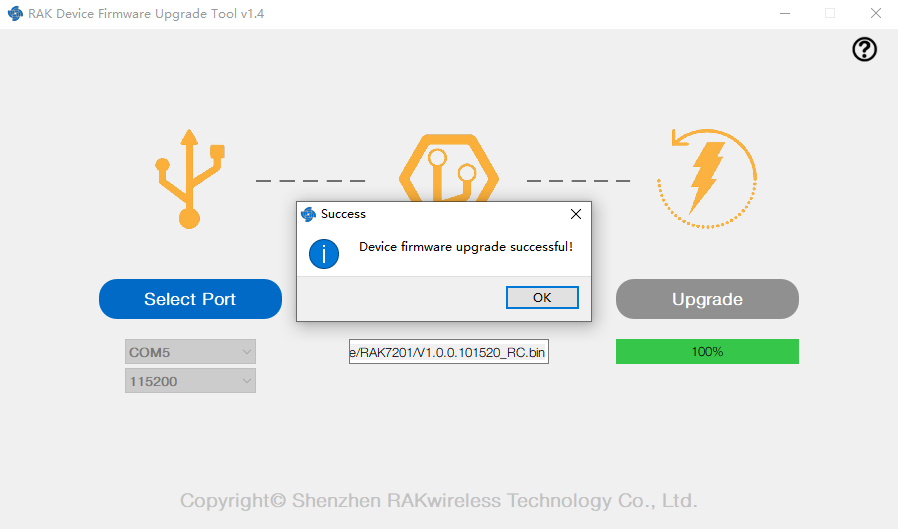 RAK Device Firmware Upgrade Tool v1.4
Success
Device firmware upgrade successful!
OK
Select Port
Upgrade
COM5
115200
e/RAK7201/V1.0.0.101520_RC.bin
100%
Copyright© Shenzhen RAKwireless Technology Co., Ltd.